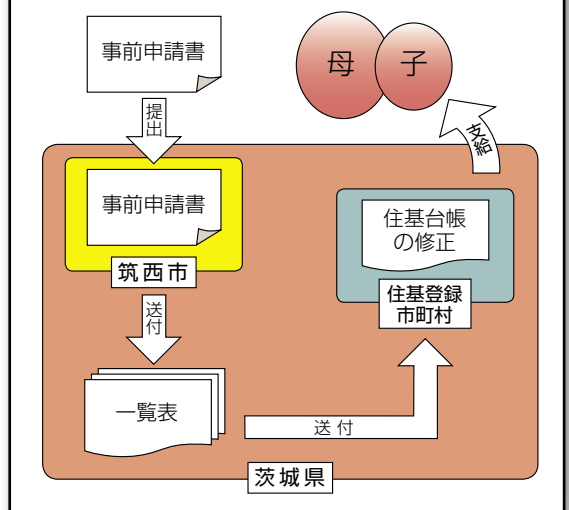 事前申請書
母
子
提出
支給
事前申請書
筑西市
住基台帳
の修正
住基登録
市町村
送付
一覧表
送付
茨城県